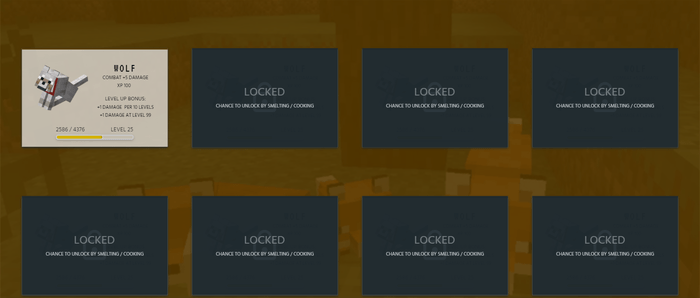 WOLF
COMBAT +5 DAMAGE
XP 100
LEVEL UP BONUS:
+1 DAMAGE PER 10 LEVELS
+1 DAMAGE AT LEVEL 99
2586 / 4376 LEVEL 25
LOCKED
CHANCE TO UNLOCK BY SMELTING / COOKING
LOCKED
CHANCE TO UNLOCK BY SMELTING / COOKING
LOCKED
CHANCE TO UNLOCK BY SMELTING / COOKING
LOCKED
CHANCE TO UNLOCK BY SMELTING / COOKING
LOCKED
CHANCE TO UNLOCK BY SMELTING / COOKING
LOCKED
CHANCE TO UNLOCK BY SMELTING / COOKING
LOCKED
CHANCE TO UNLOCK BY SMELTING / COOKING